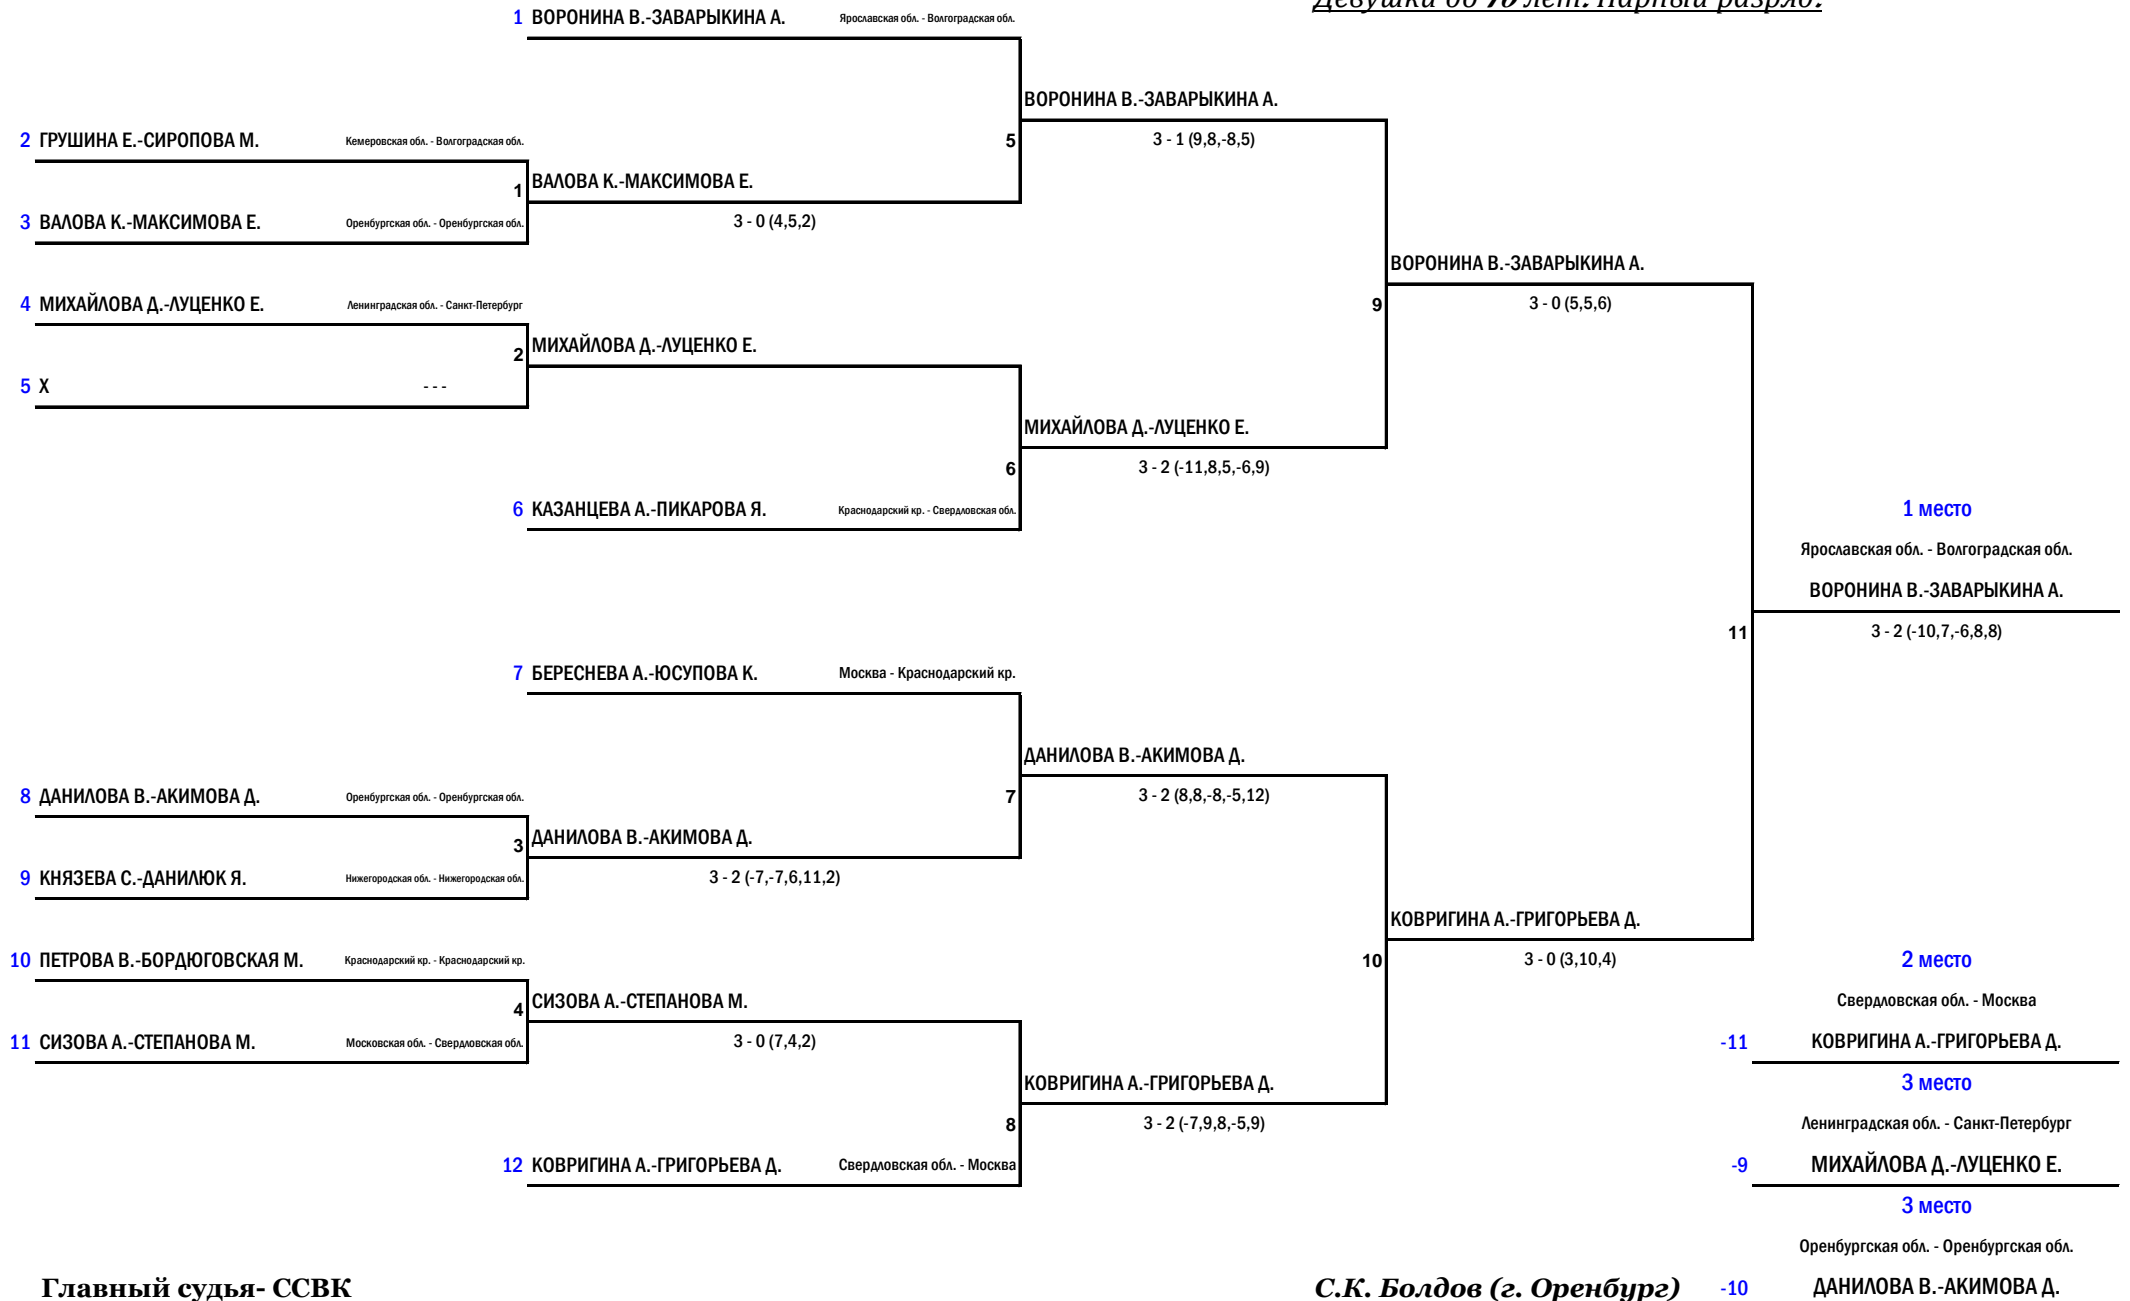 Девушки до лет. Парный разряд.
1 ВОРОНИНА В.-ЗАВАРЫКИНА А. Ярославская обл. - Волгоградская обл.
ВОРОНИНА В.-ЗАВАРЫКИНА А.
2 ГРУШИНА Е.-СИРОПОВА М. Кемеровская обл. - Волгоградская обл.
5
3 - 1 (9,8,-8,5)
1
ВАЛОВА К.-МАКСИМОВА Е.
3 ВАЛОВА К.-МАКСИМОВА Е. Оренбургская обл. - Оренбургская обл.
3 - 0 (4,5,2)
ВОРОНИНА В.-ЗАВАРЫКИНА А.
4 МИХАЙЛОВА Д.-ЛУЦЕНКО Е. Ленинградская обл. - Санкт-Петербург
9
3 - 0 (5,5,6)
2
МИХАЙЛОВА Д.-ЛУЦЕНКО Е.
5 X - - -
МИХАЙЛОВА Д.-ЛУЦЕНКО Е.
6
3 - 2 (-11,8,5,-6,9)
6 КАЗАНЦЕВА А.-ПИКАРОВА Я. Краснодарский кр. - Свердловская обл.
1 место
Ярославская обл. - Волгоградская обл.
ВОРОНИНА В.-ЗАВАРЫКИНА А.
11
3 - 2 (-10,7,-6,8,8)
7 БЕРЕСНЕВА А.-ЮСУПОВА К. Москва - Краснодарский кр.
ДАНИЛОВА В.-АКИМОВА Д.
8 ДАНИЛОВА В.-АКИМОВА Д. Оренбургская обл. - Оренбургская обл.
7
3 - 2 (8,8,-8,-5,12)
3
ДАНИЛОВА В.-АКИМОВА Д.
9 КНЯЗЕВА С.-ДАНИЛЮК Я. Нижегородская обл. - Нижегородская обл.
3 - 2 (-7,-7,6,11,2)
КОВРИГИНА А.-ГРИГОРЬЕВА Д.
10 ПЕТРОВА В.-БОРДЮГОВСКАЯ М. Краснодарский кр. - Краснодарский кр.
10
3 - 0 (3,10,4)
2 место
4
СИЗОВА А.-СТЕПАНОВА М.
Свердловская обл. - Москва
11 СИЗОВА А.-СТЕПАНОВА М. Московская обл. - Свердловская обл.
3 - 0 (7,4,2)
-11 КОВРИГИНА А.-ГРИГОРЬЕВА Д.
КОВРИГИНА А.-ГРИГОРЬЕВА Д.
3 место
8
3 - 2 (-7,9,8,-5,9)
Ленинградская обл. - Санкт-Петербург
12 КОВРИГИНА А.-ГРИГОРЬЕВА Д. Свердловская обл. - Москва
-9 МИХАЙЛОВА Д.-ЛУЦЕНКО Е.
3 место
Оренбургская обл. - Оренбургская обл.
Главный судья- ССВК
С.К. Болдов (г. Оренбург)
-10 ДАНИЛОВА В.-АКИМОВА Д.